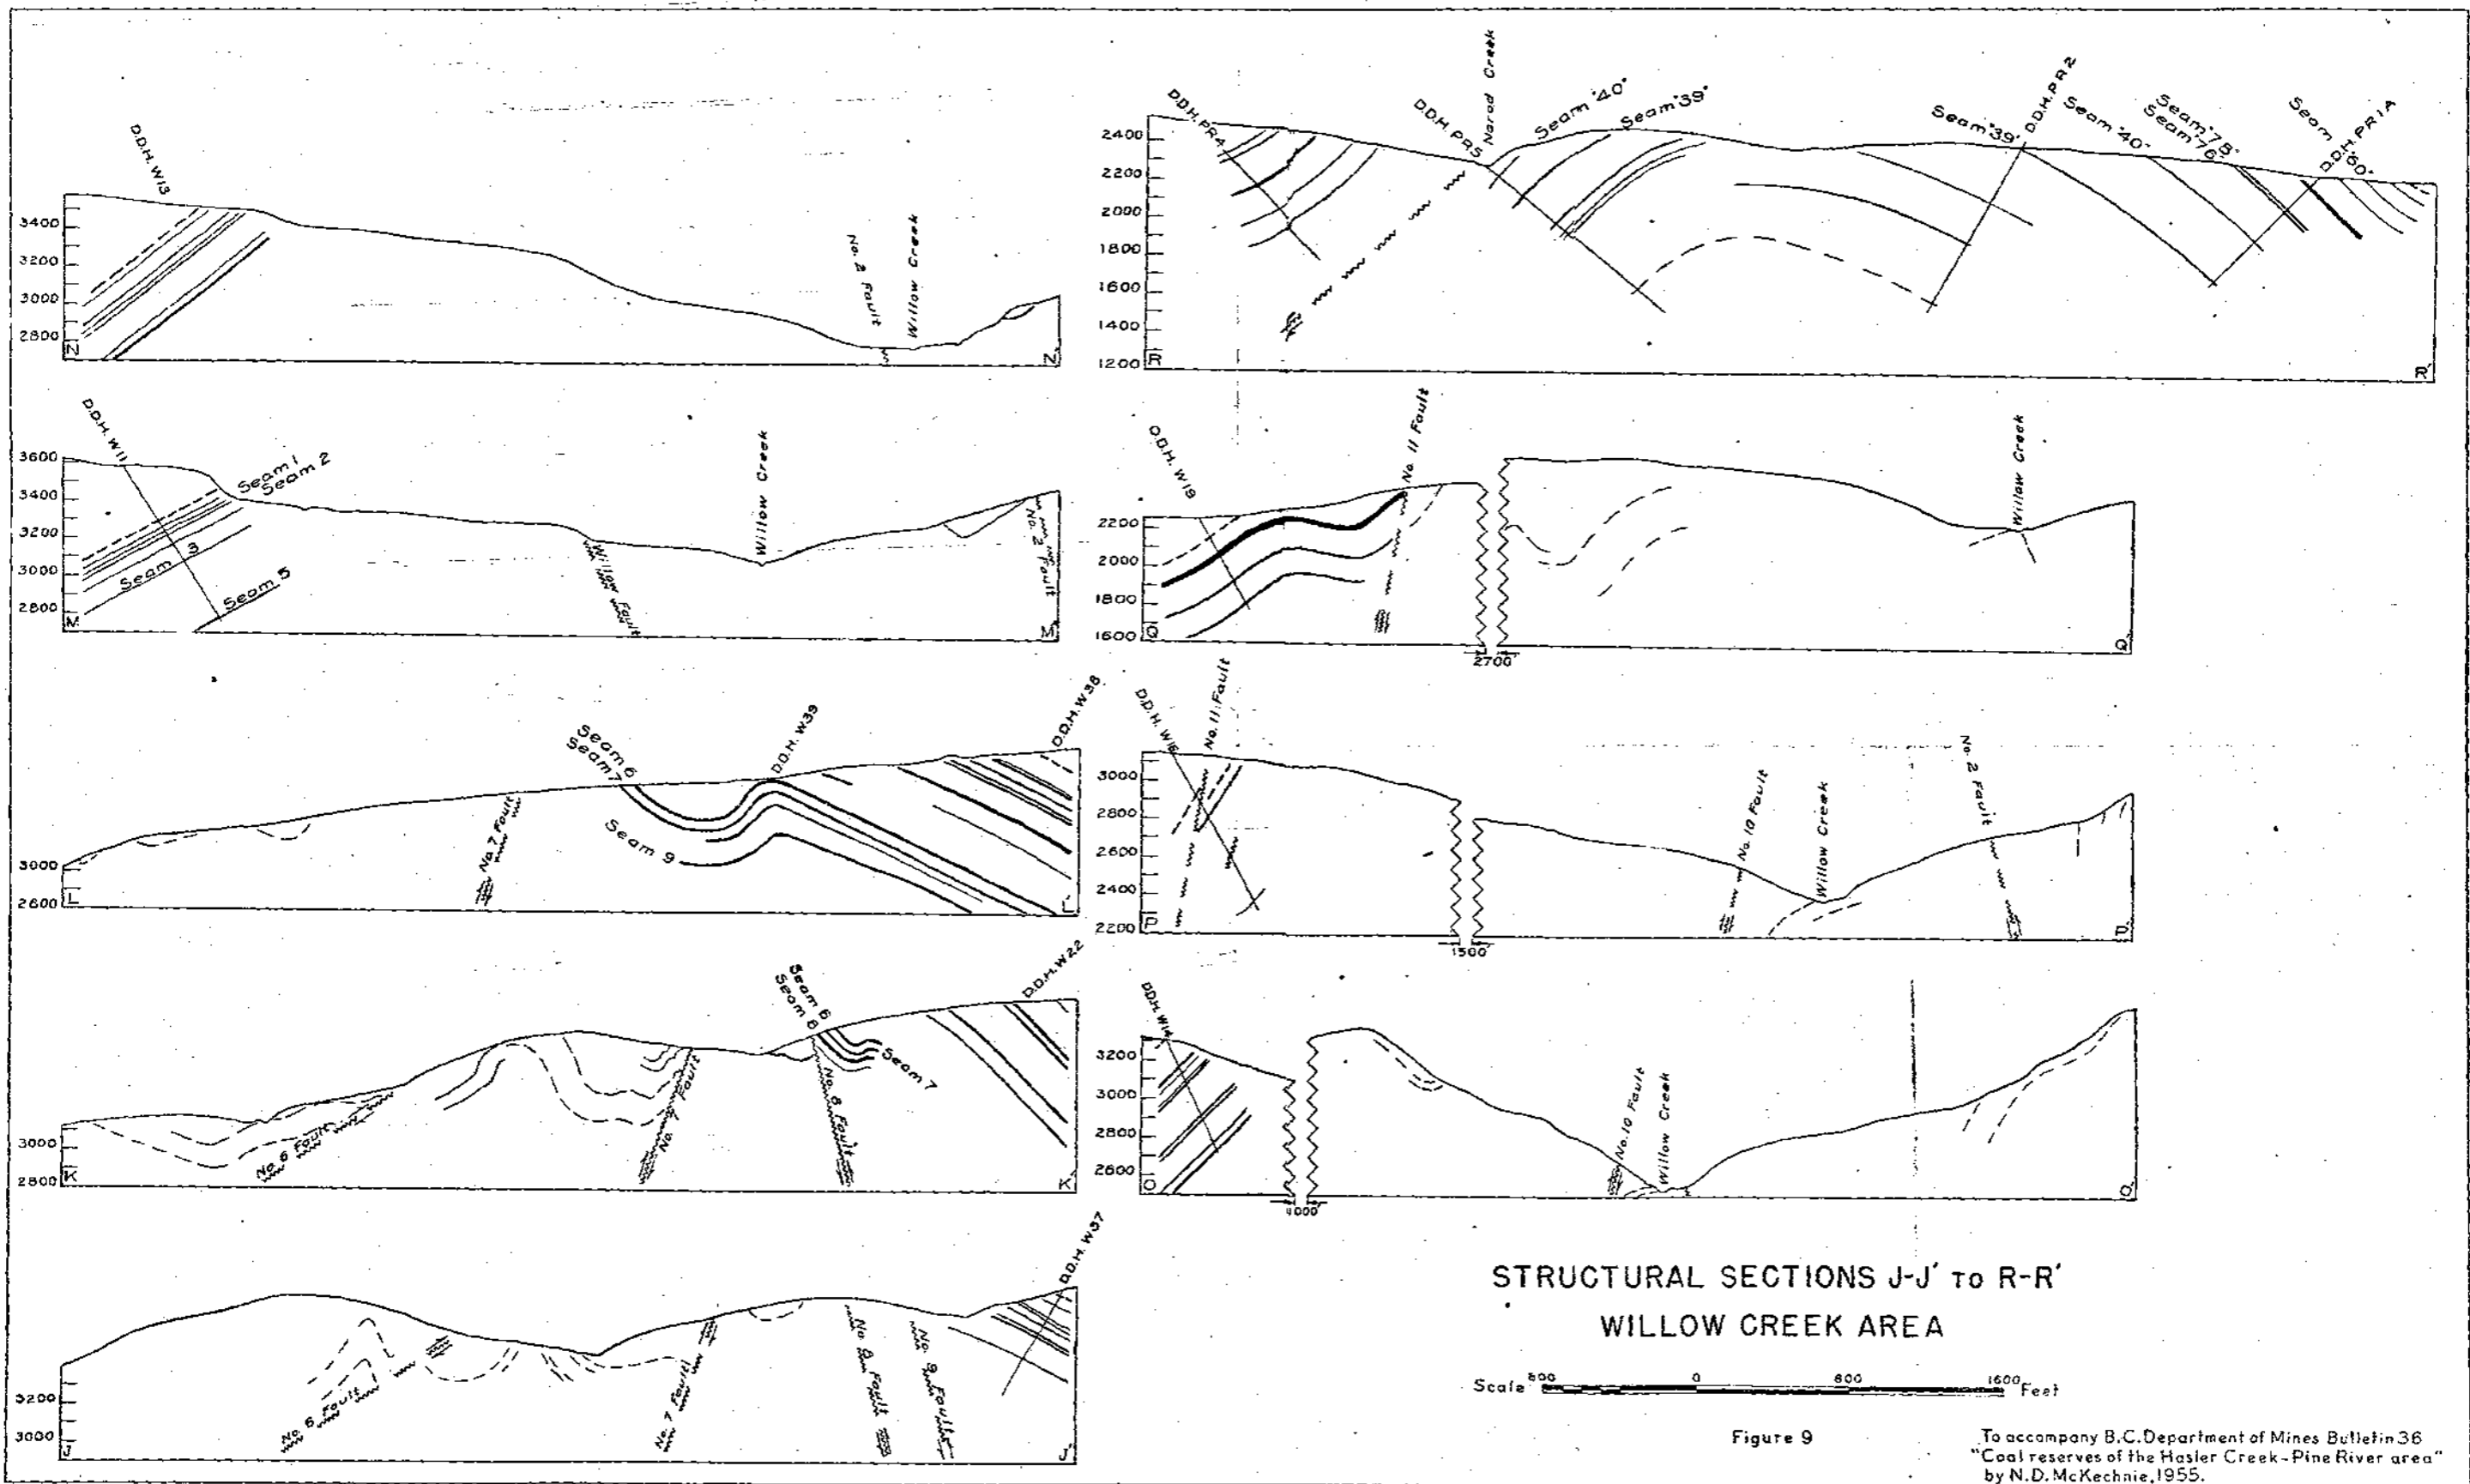 D.D.H. W13
No. 2 Fault
Willow Creek
3400
3200
3000
2800
N
N'
D.D.H. W11
Seam 1
Seam 2
Willow Creek
3600
3400
3200
3000
2800
Seam 3
Seam 5
Willow Fault
No. 2 Fault
M
M'
Seam 6
Seam 7
D.D.H. W39
D.D.H. W38
No. 7 Fault
Seam 9
3000
2600
L
L'
Seam 6
Seam 8
D.D.H. W22
Seam 7
No. 6 Fault
No. 7 Fault
No. 8 Fault
3000
2800
K
K'
D.D.H. W37
No. 6 Fault
No. 7 Fault
No. 8 Fault
No. 9 Fault
3200
3000
J
J'
D.D.H. PR4
D.D.H. PR5
Narod Creek
Seam "40"
Seam "39"
Seam "39"
D.D.H. PR2
Seam "40"
Seam "78"
Seam "76"
Seam "60"
D.D.H. PR1A
2400
2200
2000
1800
1600
1400
1200
R
R'
D.D.H. W19
No. 11 Fault
Willow Creek
2200
2000
1800
1600
Q
Q'
2700'
D.D.H. W16
No. 11 Fault
No. 10 Fault
Willow Creek
No. 2 Fault
3000
2800
2600
2400
2200
P
P'
1500'
D.D.H. W14
No. 10 Fault
Willow Creek
3200
3000
2800
2600
O
O'
4000'
STRUCTURAL SECTIONS J-J' TO R-R'
WILLOW CREEK AREA
Scale 800 0 800 1600 Feet
Figure 9
To accompany B.C. Department of Mines Bulletin 36
"Coal reserves of the Hasler Creek-Pine River area"
by N.D. McKechnie, 1955.